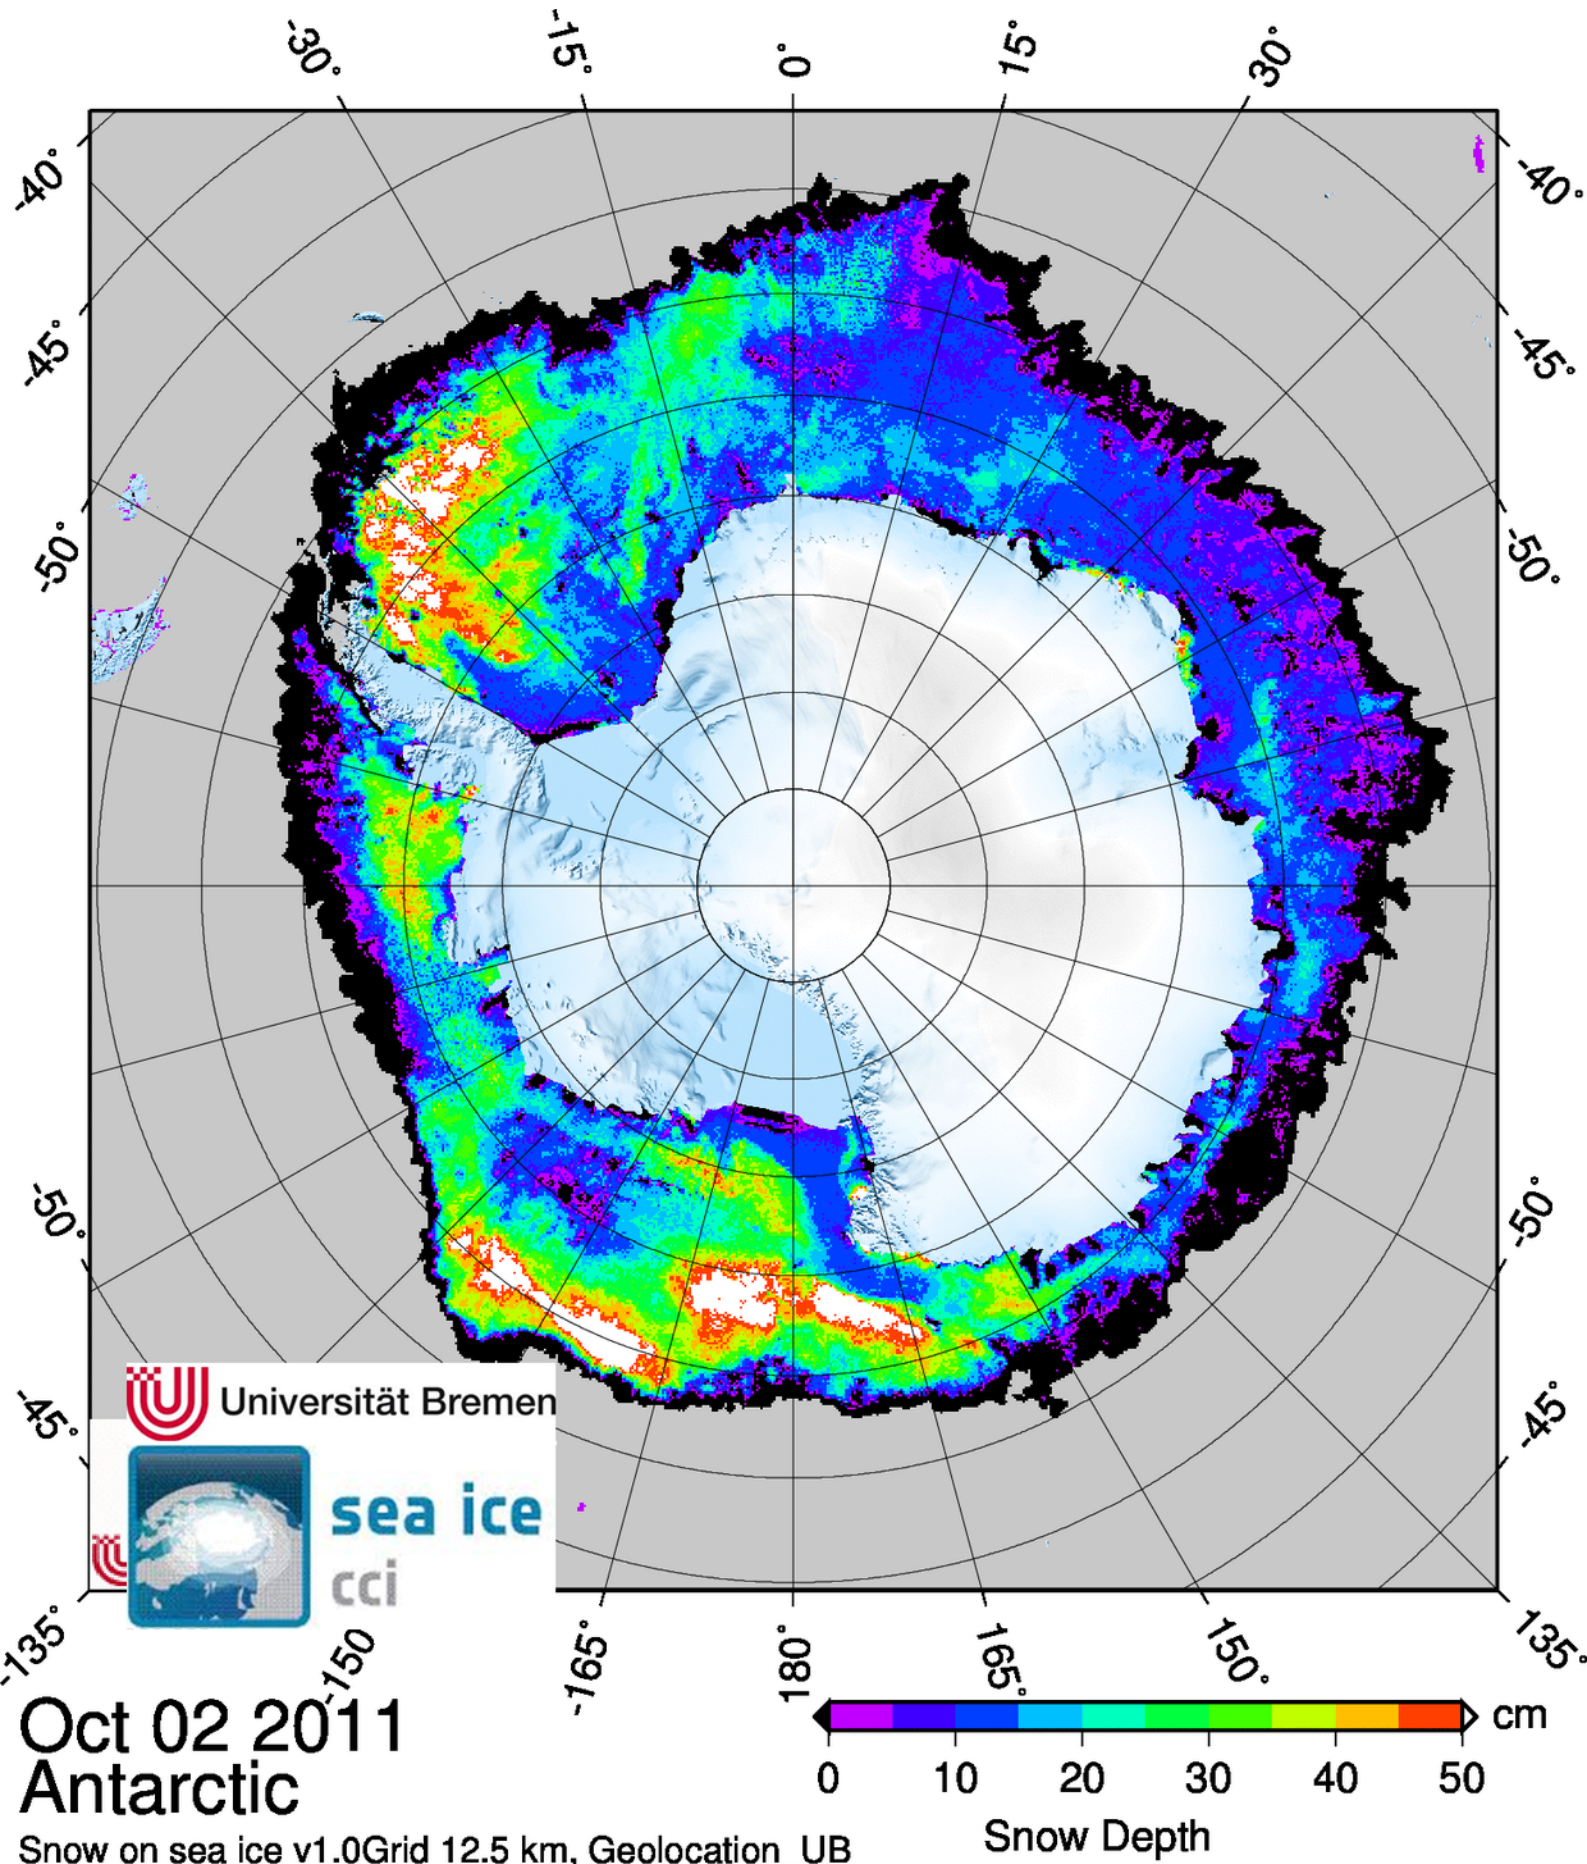 -30°
-15°
0°
15°
30°
-40°
-40°
-45°
-45°
-50°
-50°
-50°
-50°
-45°
-45°
Universität Bremen
sea ice
cci
-135°
-150
-165°
180°
165°
150°
135°
Oct 02 2011
Antarctic
Snow on sea ice v1.0Grid 12.5 km, Geolocation UB
cm
0 10 20 30 40 50
Snow Depth